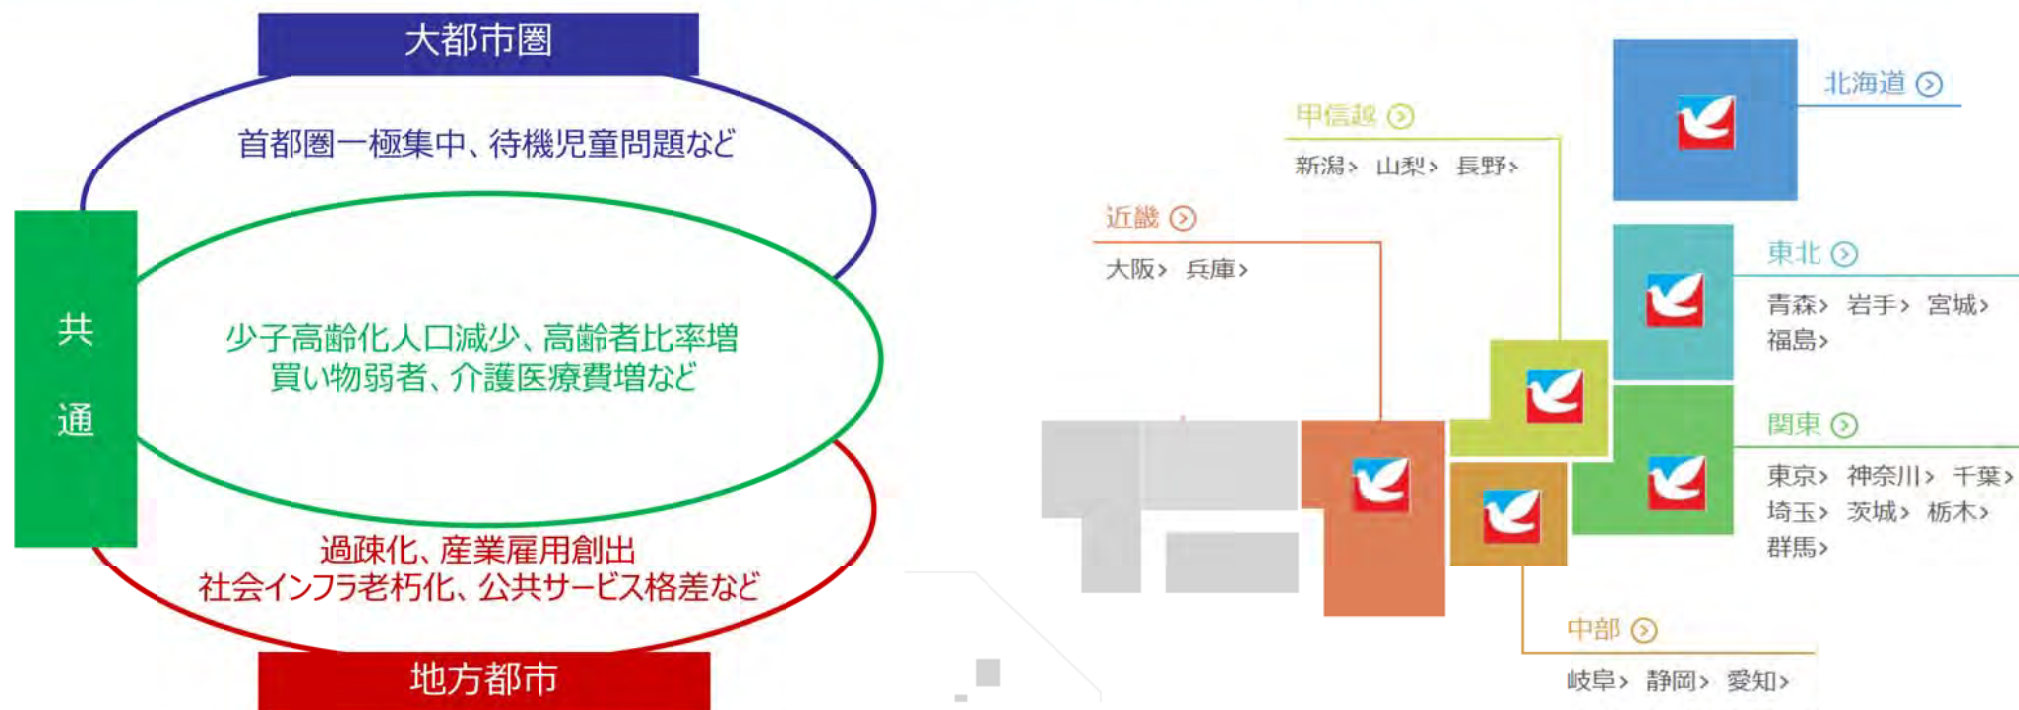 大都市圏
首都圏一極集中、待機児童問題など
共通
少子高齢化人口減少、高齢者比率増
買い物弱者、介護医療費増など
過疎化、産業雇用創出
社会インフラ老朽化、公共サービス格差など
地方都市
北海道
甲信越
新潟> 山梨> 長野>
近畿
大阪> 兵庫>
東北
青森> 岩手> 宮城>
福島>
関東
東京> 神奈川> 千葉>
埼玉> 茨城> 栃木>
群馬>
中部
岐阜> 静岡> 愛知>